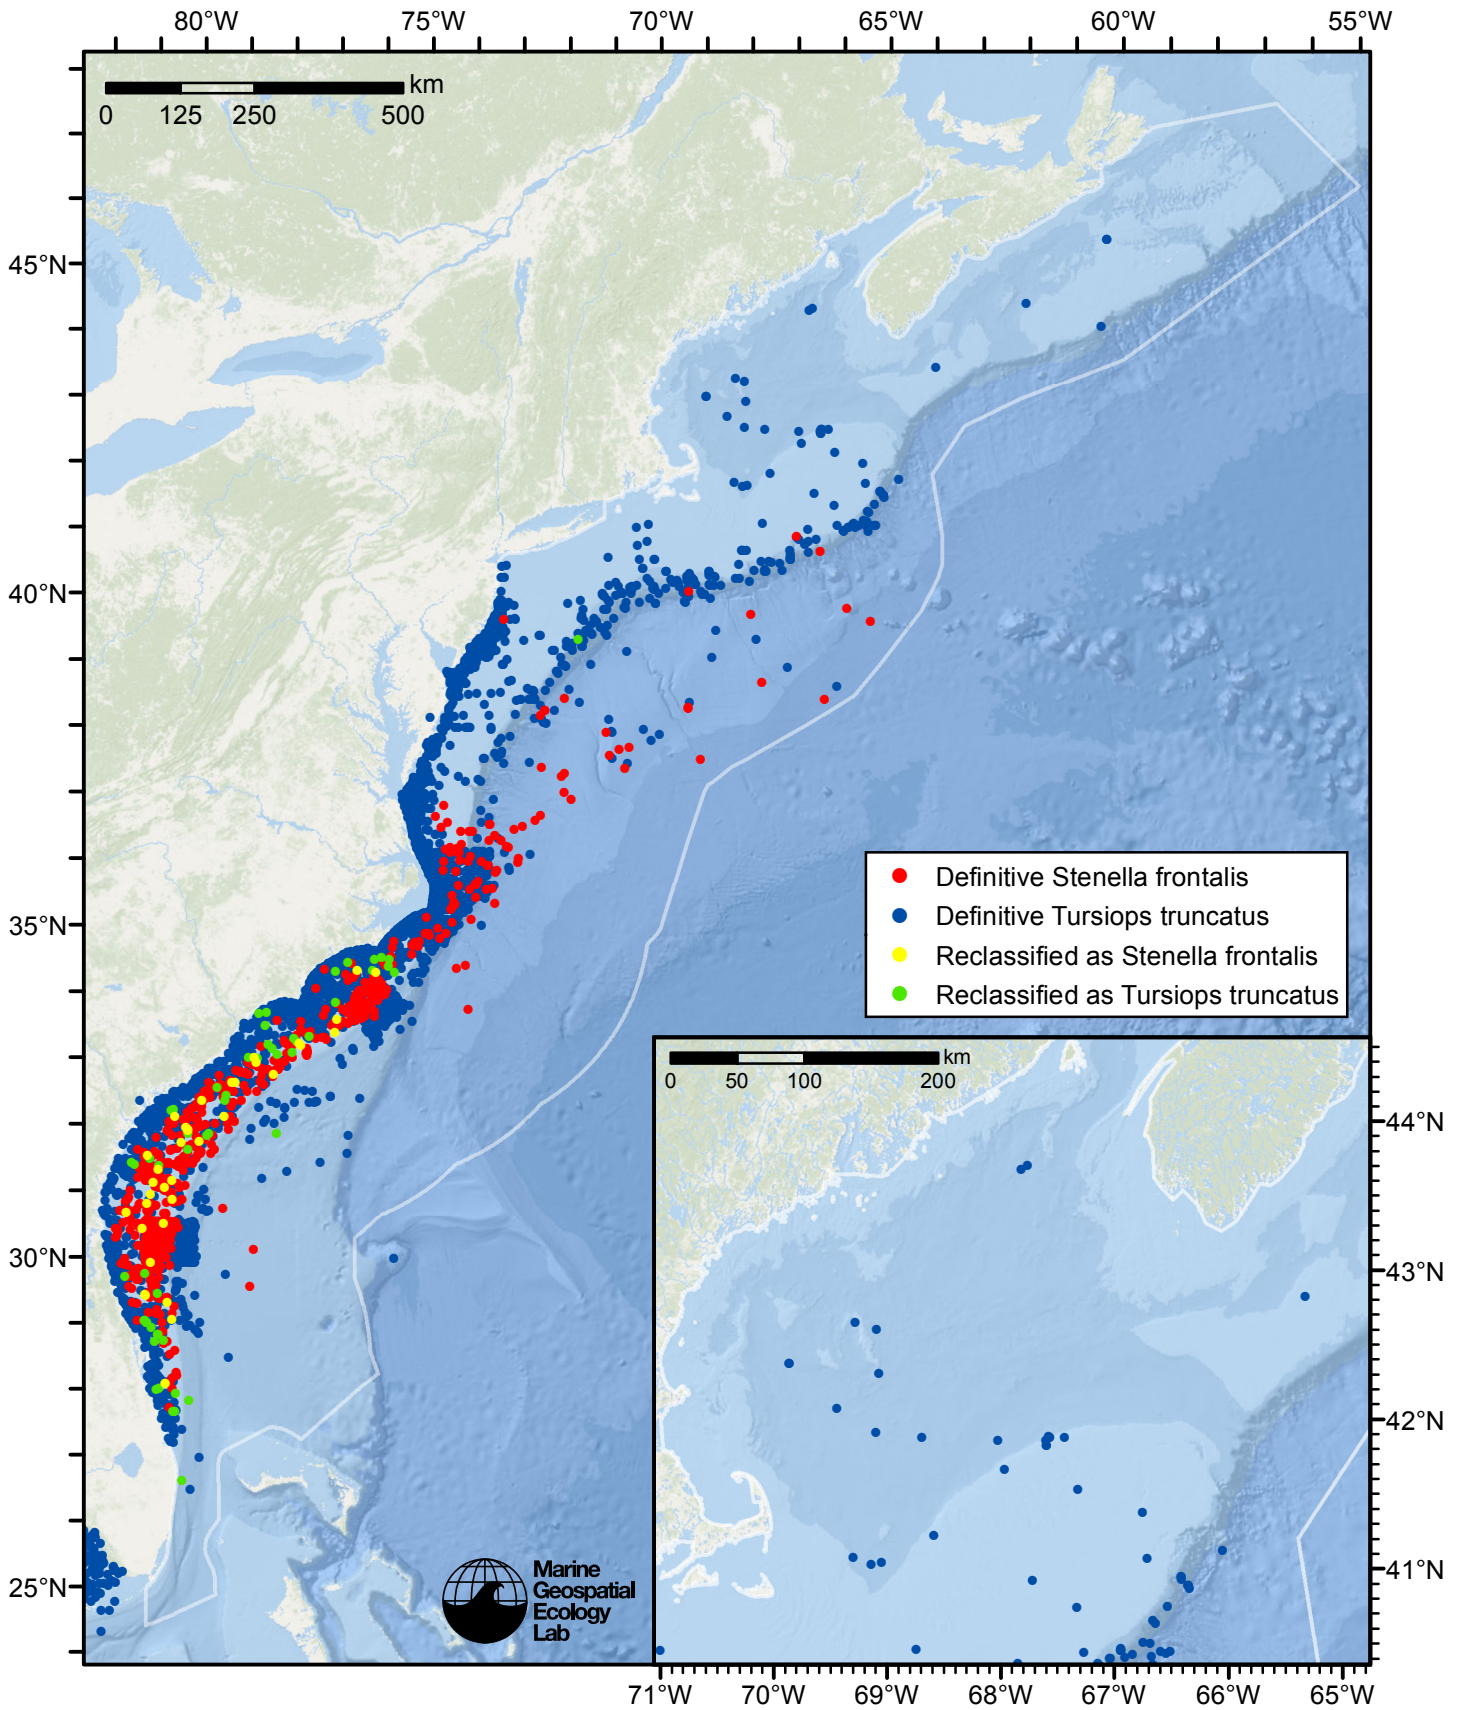 80°W 75°W 70°W 65°W 60°W 55°W
km
0 125 250 500
45°N
40°N
35°N
30°N
25°N
Definitive Stenella frontalis
Definitive Tursiops truncatus
Reclassified as Stenella frontalis
Reclassified as Tursiops truncatus
km
0 50 100 200
44°N
43°N
42°N
41°N
Marine
Geospatial
Ecology
Lab
71°W 70°W 69°W 68°W 67°W 66°W 65°W